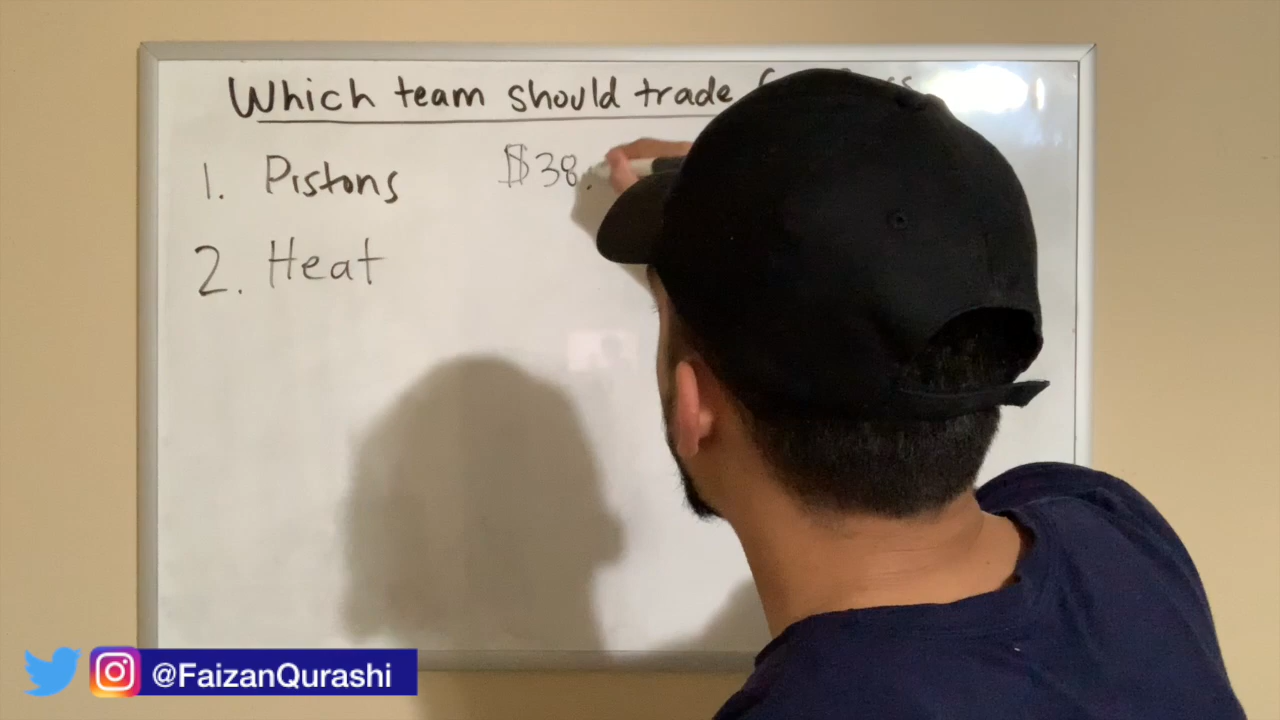 Which team should trade
1. Pistons $38.
2. Heat
@FaizanQurashi